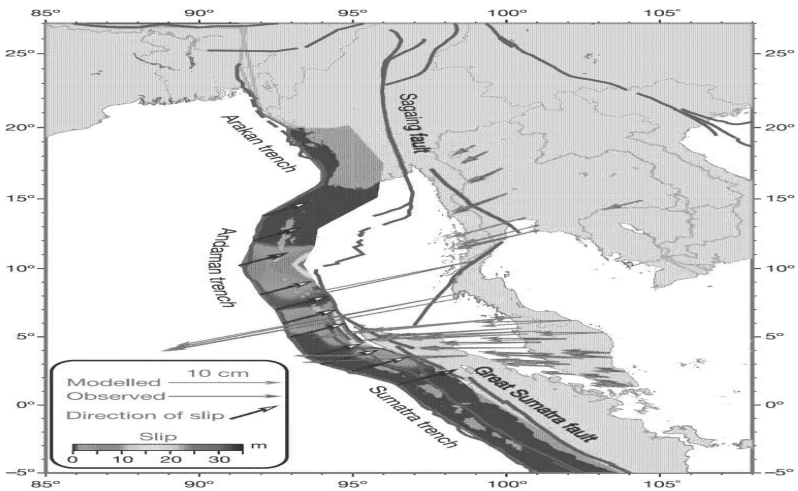 85° 90° 95° 100° 105°
25° 25°
20° 20°
15° 15°
10° 10°
5° 5°
0° 0°
-5° -5°
85° 90° 95° 100° 105°
Arakan trench
Sagaing fault
Andaman trench
Sumatra trench
Great Sumatra fault
10 cm
Modelled
Observed
Direction of slip
Slip
m
0 10 20 30